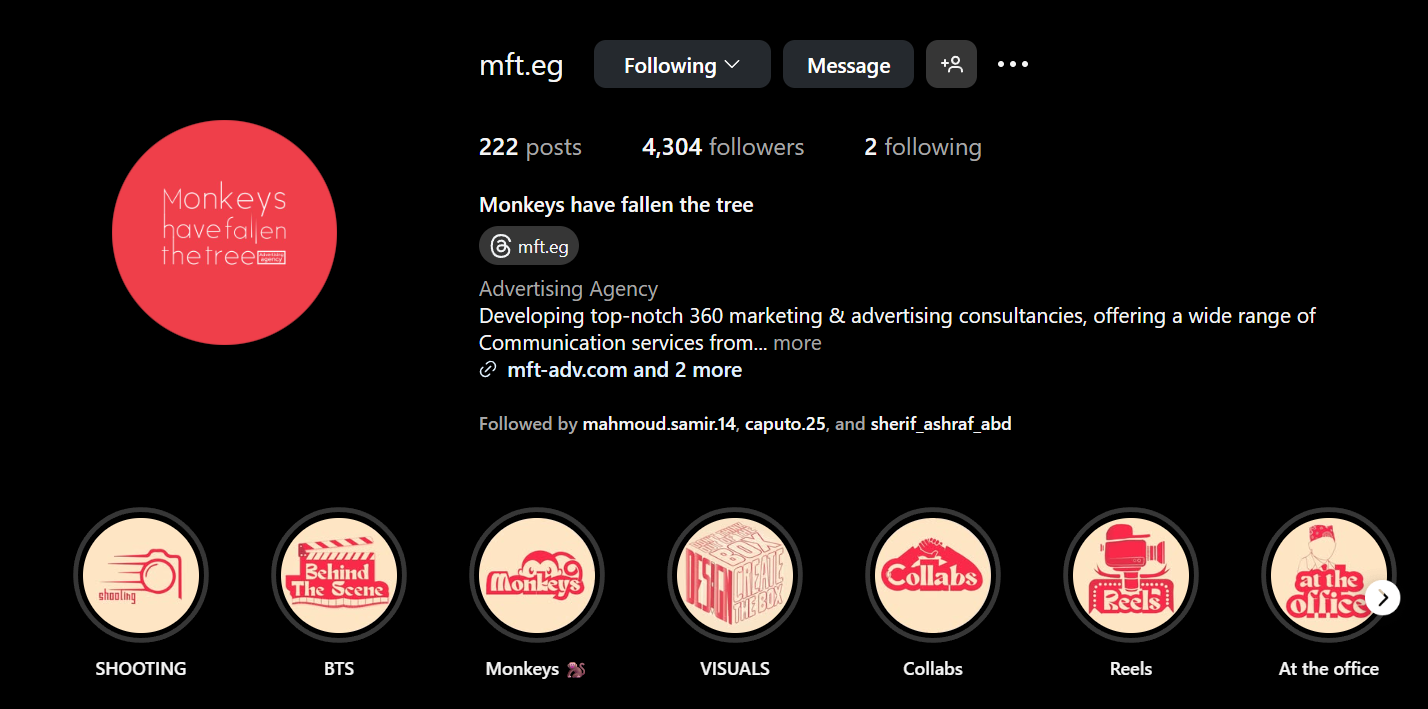 mft.eg Following Message
222 posts 4,304 followers 2 following
Monkeys have fallen the tree
mft.eg
Advertising Agency
Developing top-notch 360 marketing & advertising consultancies, offering a wide range of
Communication services from... more
mft-adv.com and 2 more
Followed by mahmoud.samir.14, caputo.25, and sherif_ashraf_abd
Monkeys
have fallen
the tree
Advertising
agency
shooting
Behind
The Scene
Monkeys
BOX
DESIGN
CREATE
THE BOX
Collabs
Reels
at the
office
SHOOTING BTS Monkeys 🐒 VISUALS Collabs Reels At the office